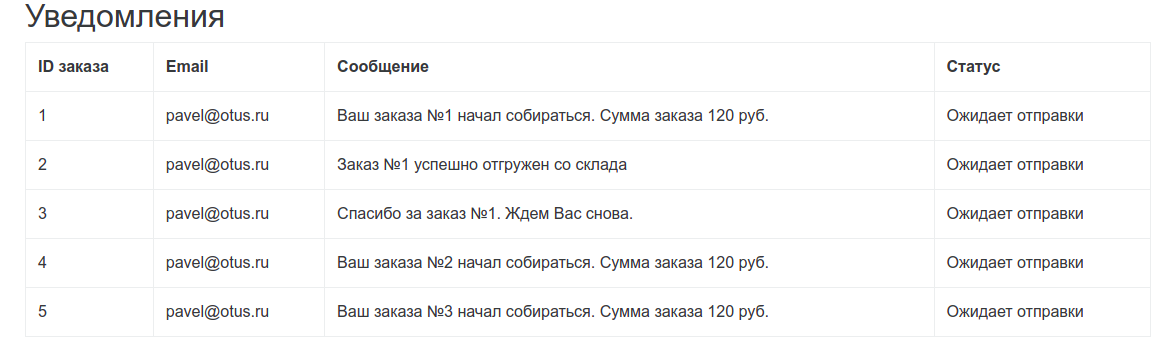 Уведомления
ID заказа Email Сообщение Статус
1 pavel@otus.ru Ваш заказа №1 начал собираться. Сумма заказа 120 руб. Ожидает отправки
2 pavel@otus.ru Заказ №1 успешно отгружен со склада Ожидает отправки
3 pavel@otus.ru Спасибо за заказ №1. Ждем Вас снова. Ожидает отправки
4 pavel@otus.ru Ваш заказа №2 начал собираться. Сумма заказа 120 руб. Ожидает отправки
5 pavel@otus.ru Ваш заказа №3 начал собираться. Сумма заказа 120 руб. Ожидает отправки